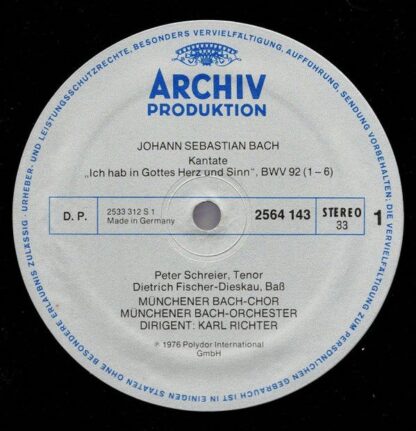 URHEBER- UND LEISTUNGSSCHUTZRECHTE, BESONDERS VERVIELFÄLTIGUNG, AUFFÜHRUNG, SENDUNG VORBEHALTEN; DIE VERVIELFÄLTIGUNG ZUM PERSÖNLICHEN GEBRAUCH IST IN EINIGEN STAATEN OHNE BESONDERE ERLAUBNIS ZULÄSSIG ·
ARCHIV
PRODUKTION
JOHANN SEBASTIAN BACH
Kantate
„Ich hab in Gottes Herz und Sinn“, BWV 92 (1–6)
D. P.
2533 312 S 1
Made in Germany
2564 143
STEREO
33
1
Peter Schreier, Tenor
Dietrich Fischer-Dieskau, Baß
MÜNCHENER BACH-CHOR
MÜNCHENER BACH-ORCHESTER
DIRIGENT: KARL RICHTER
℗ 1976 Polydor International
GmbH